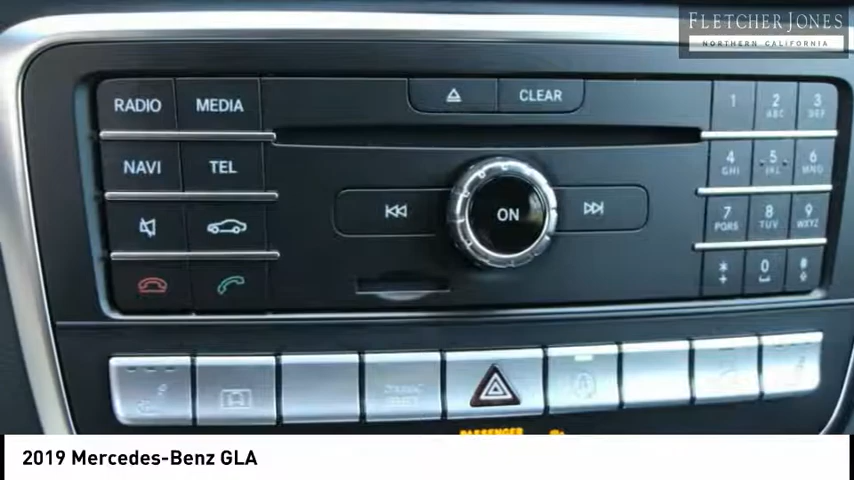 FLETCHER JONES
NORTHERN CALIFORNIA
RADIO MEDIA CLEAR 1 2 ABC 3 DEF
NAVI TEL 4 GHI 5 JKL 6 MNO
ON 7 PQRS 8 TUV 9 WXYZ
* + 0 #
PASSENGER
2019 Mercedes-Benz GLA